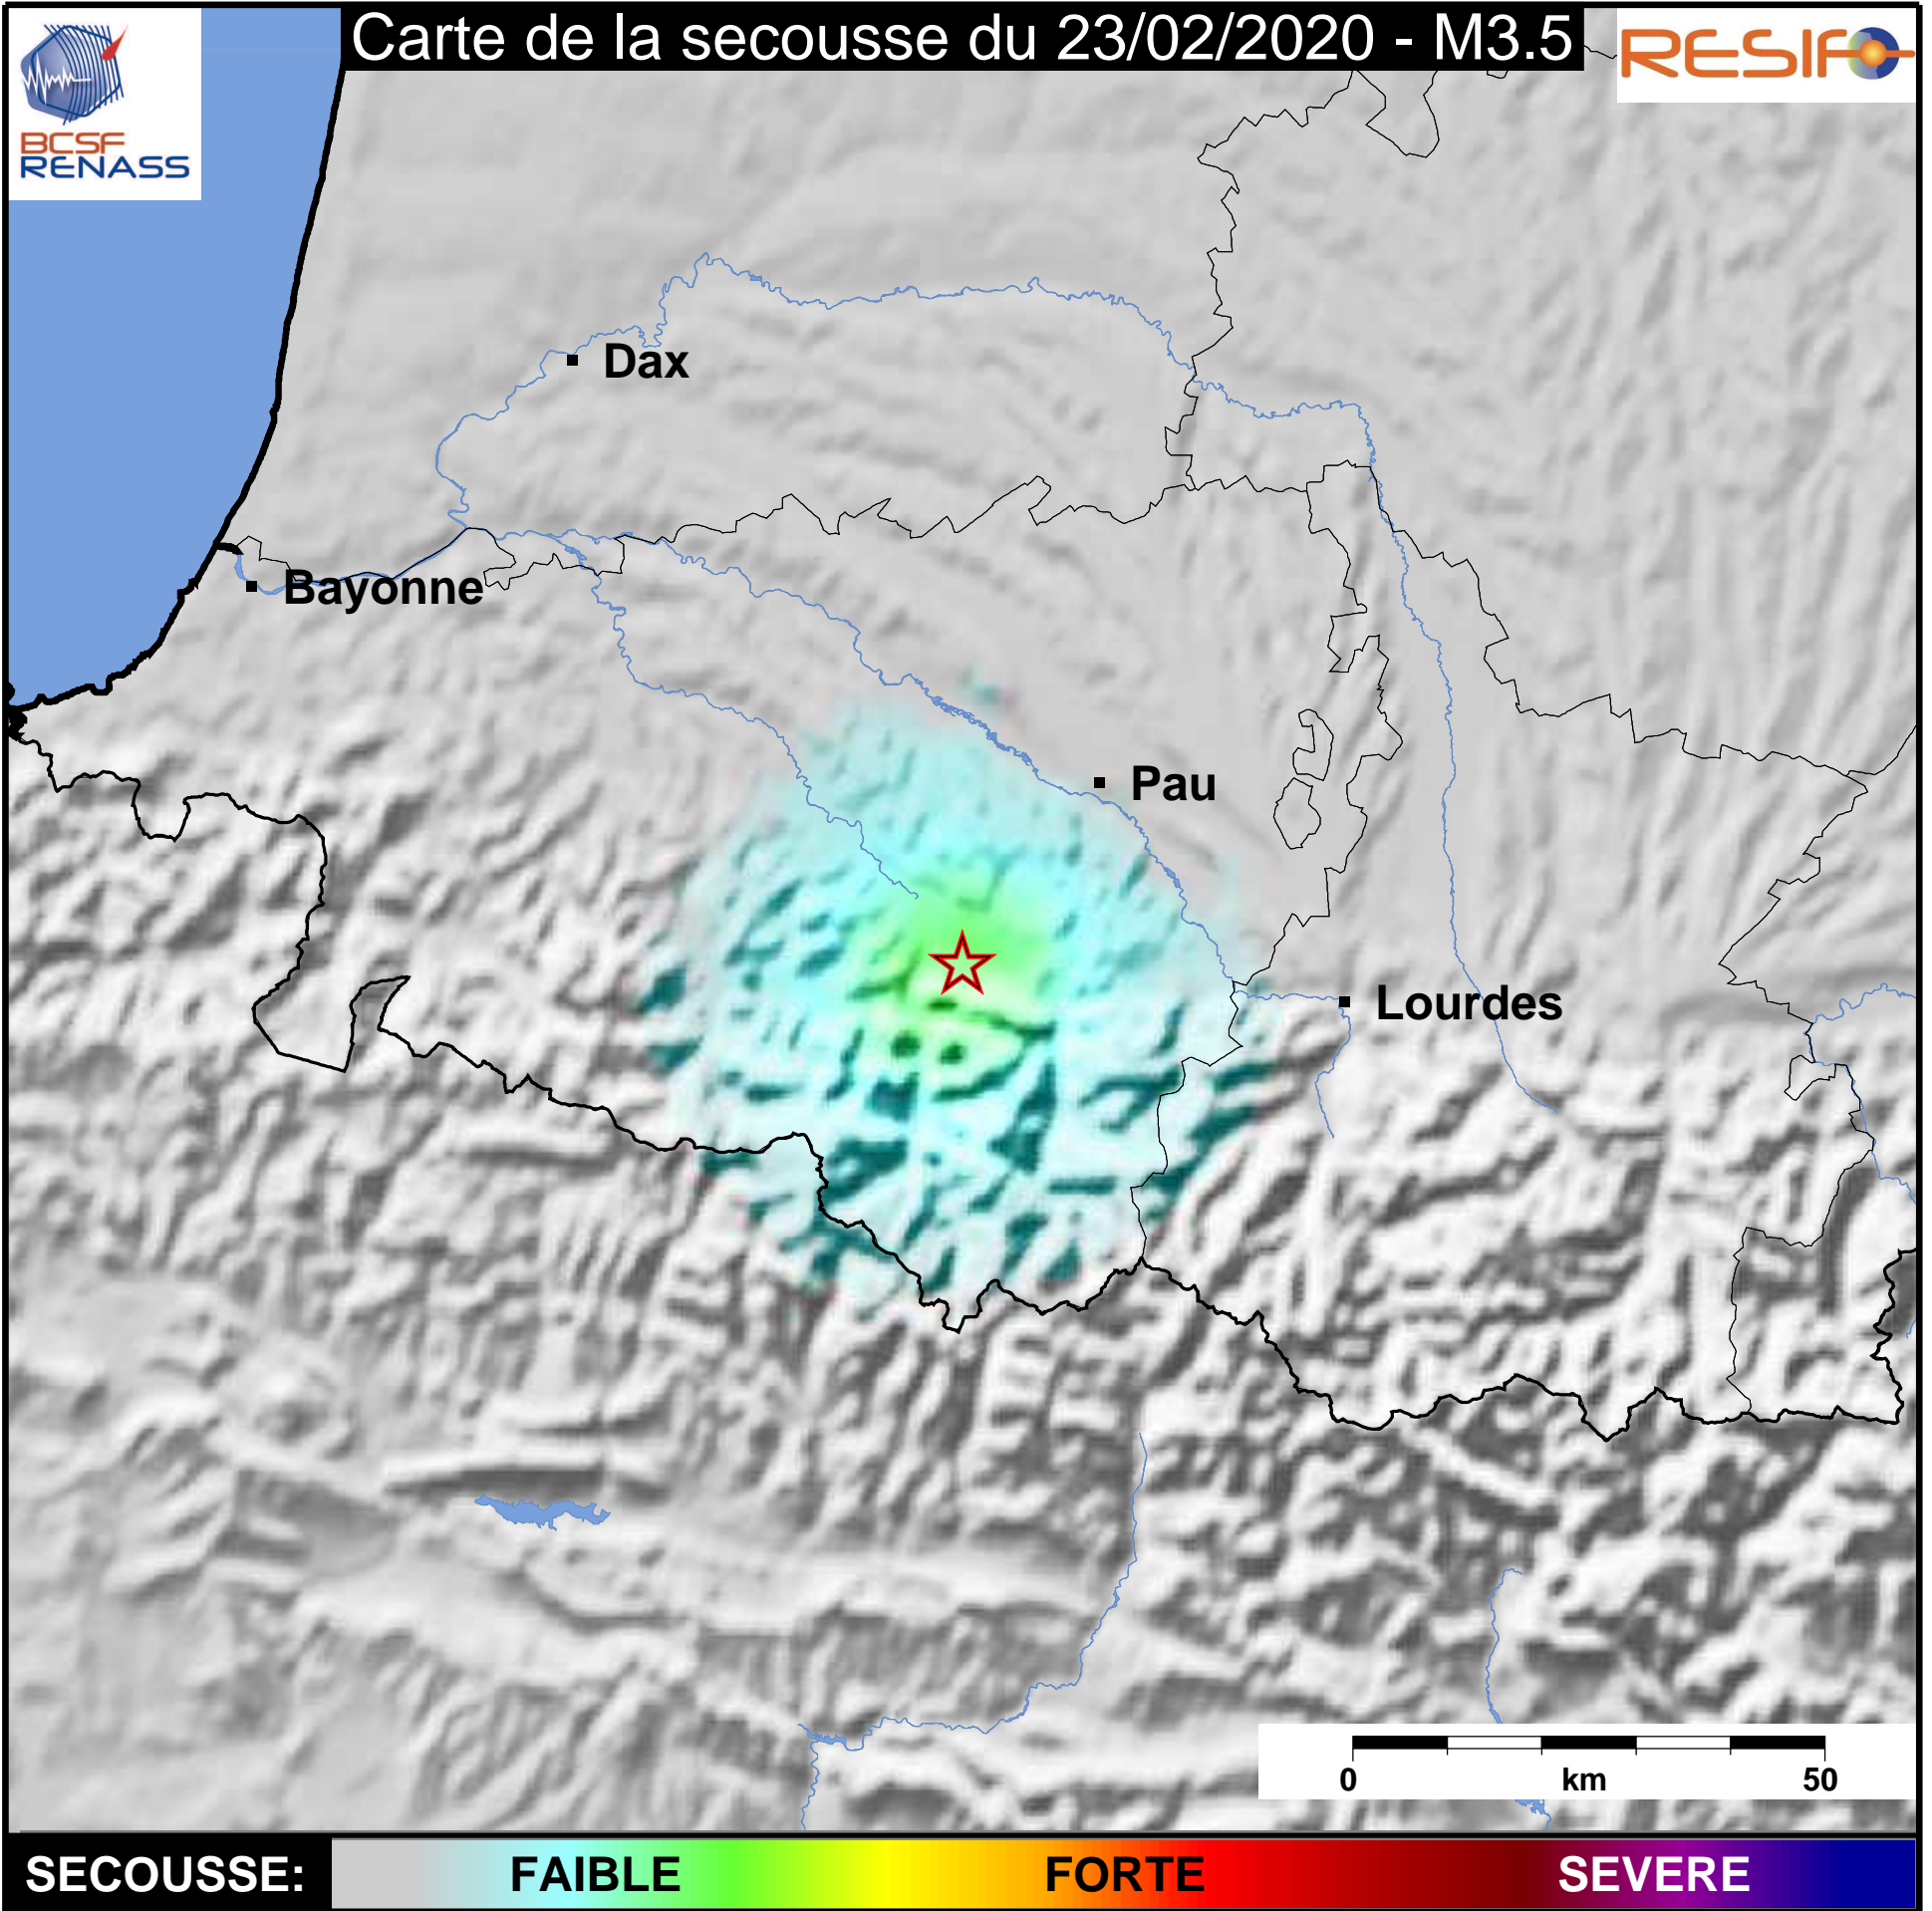 Carte de la secousse du 23/02/2020 - M3.5
BCSF
RENASS
RESIF
Dax
Bayonne
Pau
Lourdes
0 km 50
SECOUSSE: FAIBLE FORTE SEVERE